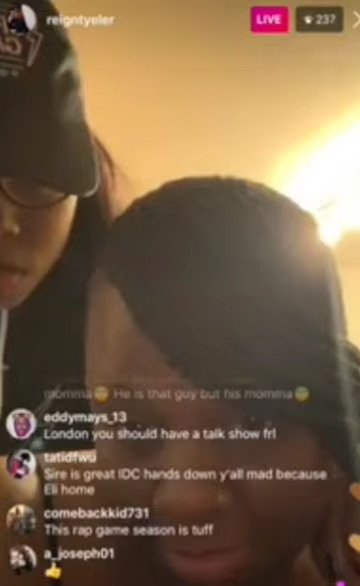 reigntyeler
LIVE
237
momma😇 He is that guy but his momma😇
eddymays_13
London you should have a talk show frl
tatidfwu
Sire is great IDC hands down y'all mad because
Eli home
comebackkid731
This rap game season is tuff
a_joseph01
👍